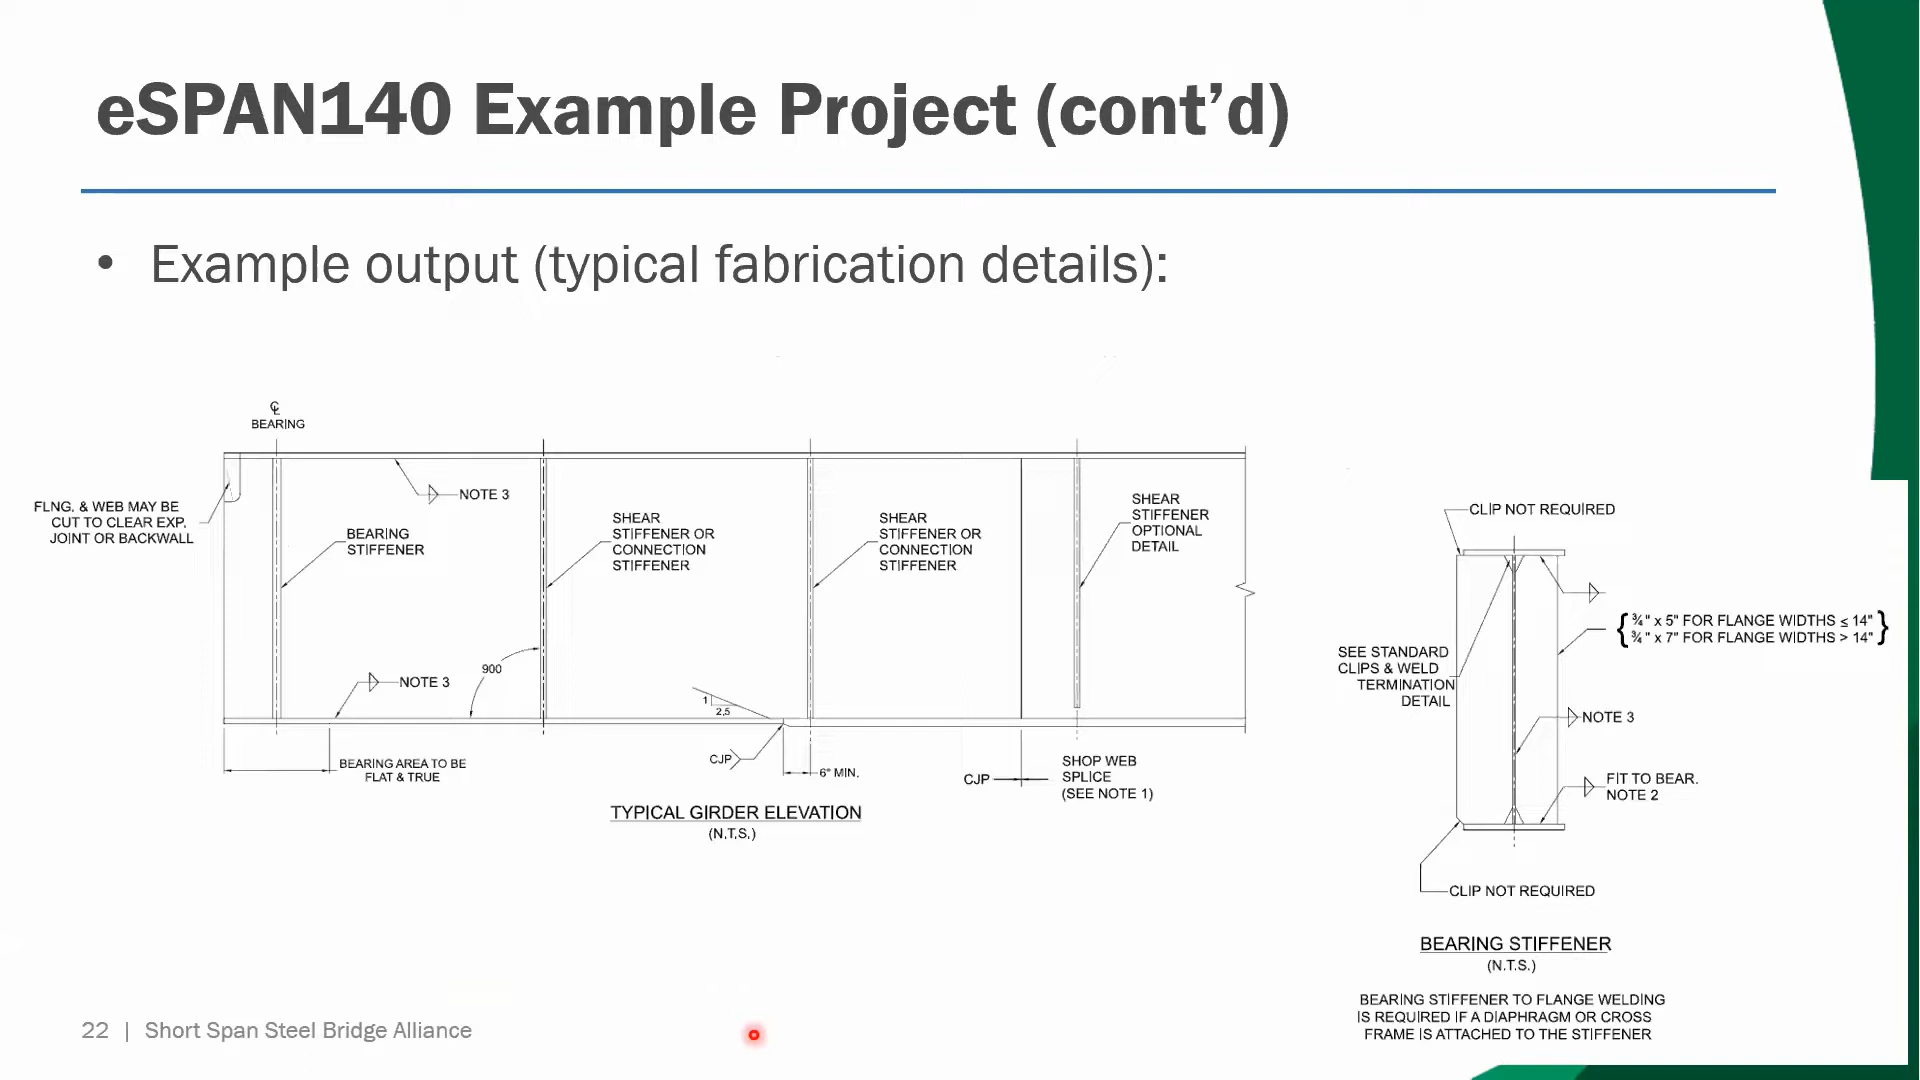 eSPAN140 Example Project (cont’d)
• Example output (typical fabrication details):
℄
BEARING
FLNG. & WEB MAY BE
CUT TO CLEAR EXP.
JOINT OR BACKWALL
NOTE 3
BEARING
STIFFENER
SHEAR
STIFFENER OR
CONNECTION
STIFFENER
SHEAR
STIFFENER OR
CONNECTION
STIFFENER
SHEAR
STIFFENER
OPTIONAL
DETAIL
900
NOTE 3
1
2.5
BEARING AREA TO BE
FLAT & TRUE
CJP
6" MIN.
CJP
SHOP WEB
SPLICE
(SEE NOTE 1)
TYPICAL GIRDER ELEVATION
(N.T.S.)
CLIP NOT REQUIRED
¾" x 5" FOR FLANGE WIDTHS ≤ 14"
¾" x 7" FOR FLANGE WIDTHS > 14"
SEE STANDARD
CLIPS & WELD
TERMINATION
DETAIL
NOTE 3
FIT TO BEAR.
NOTE 2
CLIP NOT REQUIRED
BEARING STIFFENER
(N.T.S.)
BEARING STIFFENER TO FLANGE WELDING
IS REQUIRED IF A DIAPHRAGM OR CROSS
FRAME IS ATTACHED TO THE STIFFENER
22 | Short Span Steel Bridge Alliance